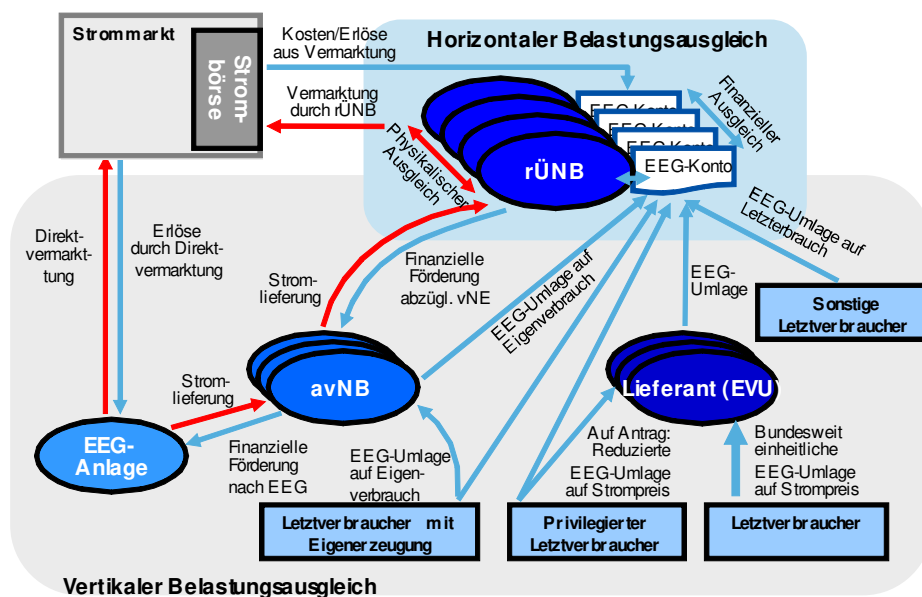 Strommarkt
Strom-
börse
Kosten/Erlöse
aus Vermarktung
Horizontaler Belastungsausgleich
Vermarktung
durch rÜNB
Physikalischer
Ausgleich
rÜNB
EEG-Konto
EEG-Konto
EEG-Konto
EEG-Konto
Finanzieller
Ausgleich
Direkt-
vermarkt-
tung
Erlöse
durch Direkt-
vermarktung
Strom-
lieferung
Finanzielle
Förderung
abzügl. vNE
EEG-Umlage auf
Eigenverbrauch
EEG-
Umlage
EEG-Umlage auf
Letzterbrauch
Sonstige
Letztverbraucher
Strom-
lieferung
avNB
Lieferant (EVU)
EEG-
Anlage
Finanzielle
Förderung
nach EEG
EEG-Umlage
auf Eigen-
verbrauch
Auf Antrag:
Reduzierte
EEG-Umlage
auf Strompreis
Bundesweit
einheitliche
EEG-Umlage
auf Strompreis
Letztverbraucher mit
Eigenerzeugung
Privilegierter
Letztverbraucher
Letztverbraucher
Vertikaler Belastungsausgleich